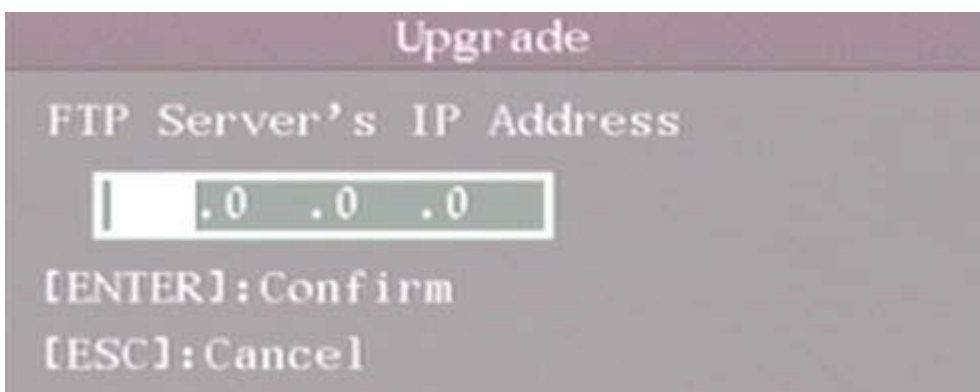 Upgrade
FTP Server's IP Address
.0 .0 .0
[ENTER]:Confirm
[ESC]:Cancel